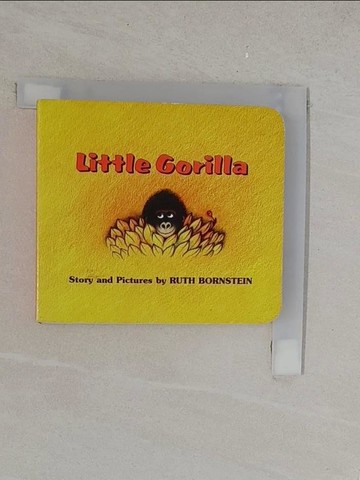 Little Gorilla
Story and Pictures by RUTH BORNSTEIN